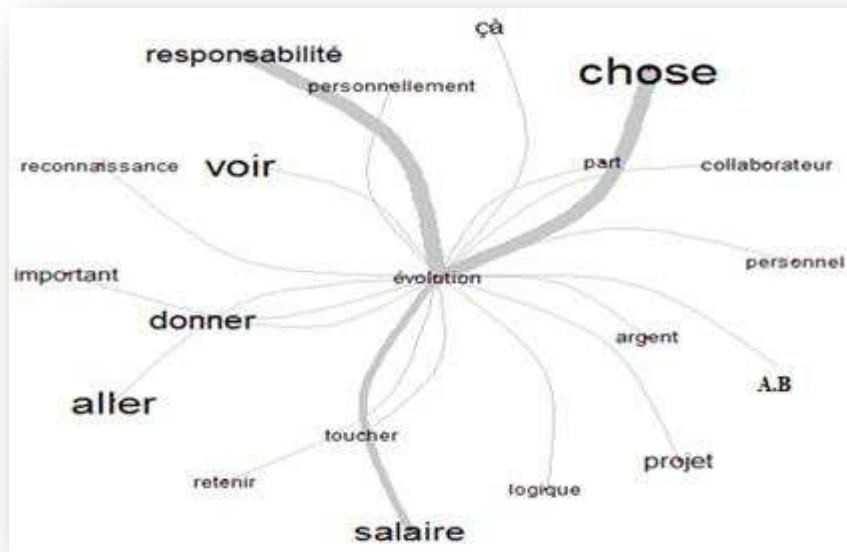 çà
responsabilité
chose
personnellement
part
collaborateur
reconnaissance
voir
personnel
important
évolution
donner
argent
A.B
aller
toucher
projet
retenir
logique
salaire